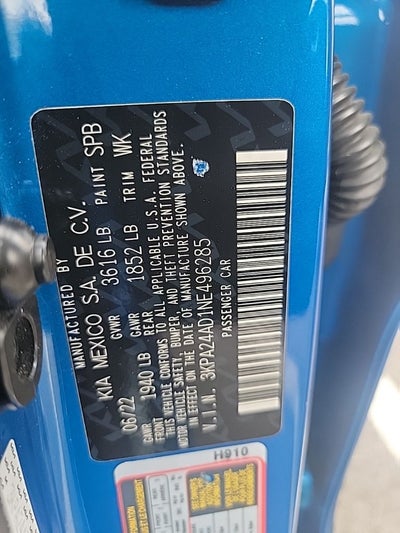 MANUFACTURED BY
KIA MEXICO S.A. DE C.V.
06/22 GVWR 3616 LB PAINT SPB
GAWR FRONT 1940 LB GAWR REAR 1852 LB TRIM WK
THIS VEHICLE CONFORMS TO ALL APPLICABLE U.S.A. FEDERAL
MOTOR VEHICLE SAFETY, BUMPER, AND THEFT PREVENTION STANDARDS
IN EFFECT ON THE DATE OF MANUFACTURE SHOWN ABOVE.
V.I.N. 3KPA24AD1NE496285
PASSENGER CAR
H910